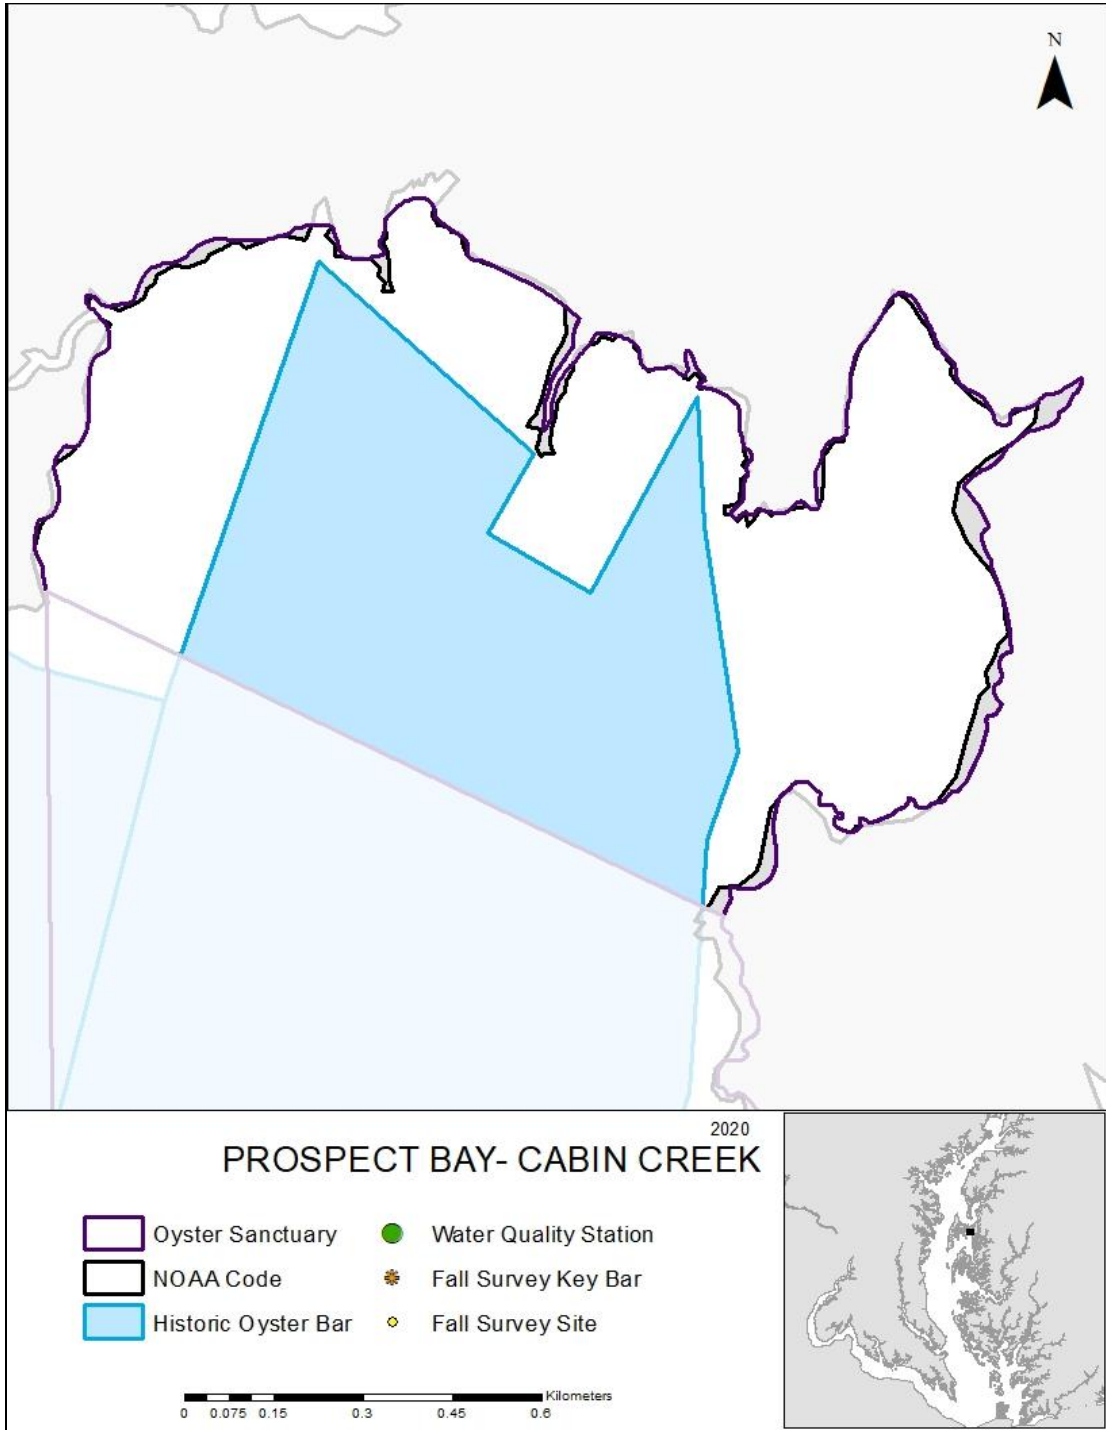 N
2020
PROSPECT BAY- CABIN CREEK
Oyster Sanctuary
Water Quality Station
NOAA Code
Fall Survey Key Bar
Historic Oyster Bar
Fall Survey Site
Kilometers
0 0.075 0.15 0.3 0.45 0.6